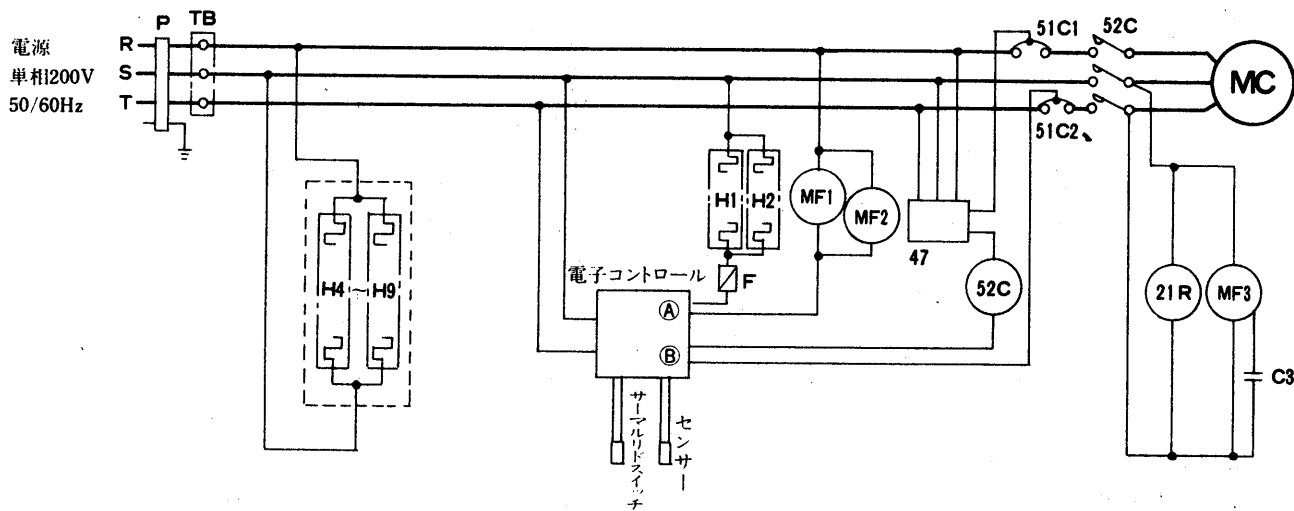 P
TB
電源
単相200V
50/60Hz
R
S
T
51C1
52C
MC
51C2
H1
H2
MF1
MF2
47
F
電子コントロール
A
B
52C
H4
~
H9
21R
MF3
C3
サーマルリードスイッチ
センサー